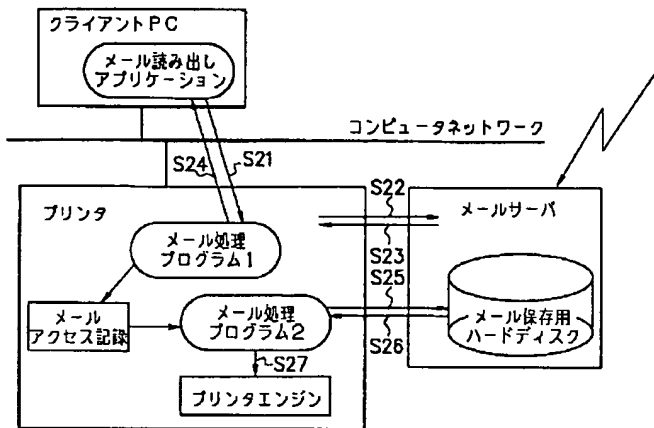 クライアントPC
メール読み出し
アプリケーション
コンピュータネットワーク
S24
S21
S22
プリンタ
メールサーバ
メール処理
プログラム1
S23
S25
メール
アクセス記録
メール処理
プログラム2
メール保存用
ハードディスク
S26
S27
プリンタエンジン